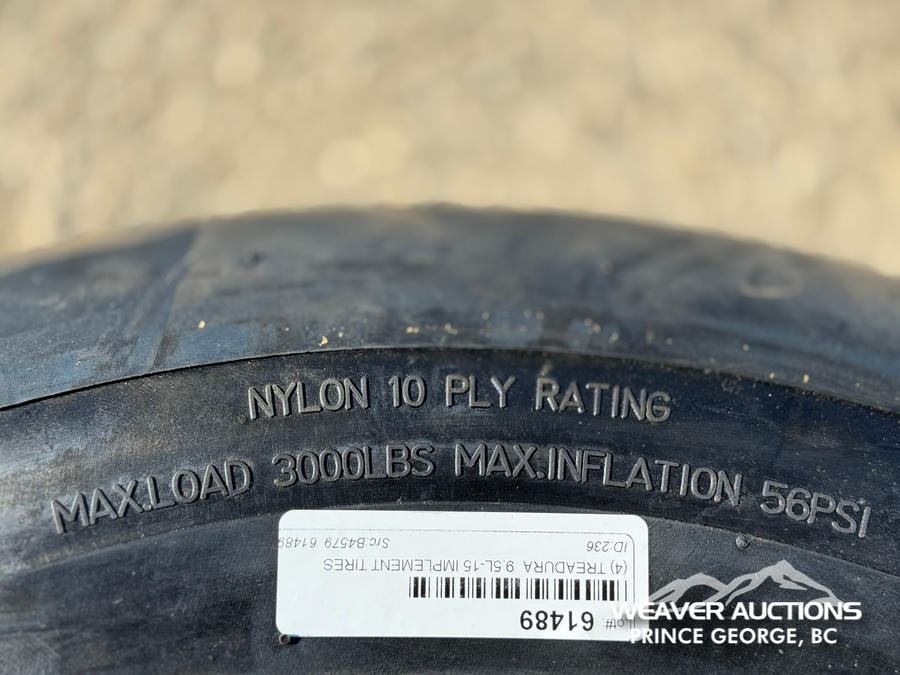 NYLON 10 PLY RATING
MAX.LOAD 3000LBS MAX.INFLATION 56PSI
Lot#: 61489
(4) TREADURA 9.5L-15 IMPLEMENT TIRES
ID:236 Src:B4579 61489
WEAVER AUCTIONS
PRINCE GEORGE, BC